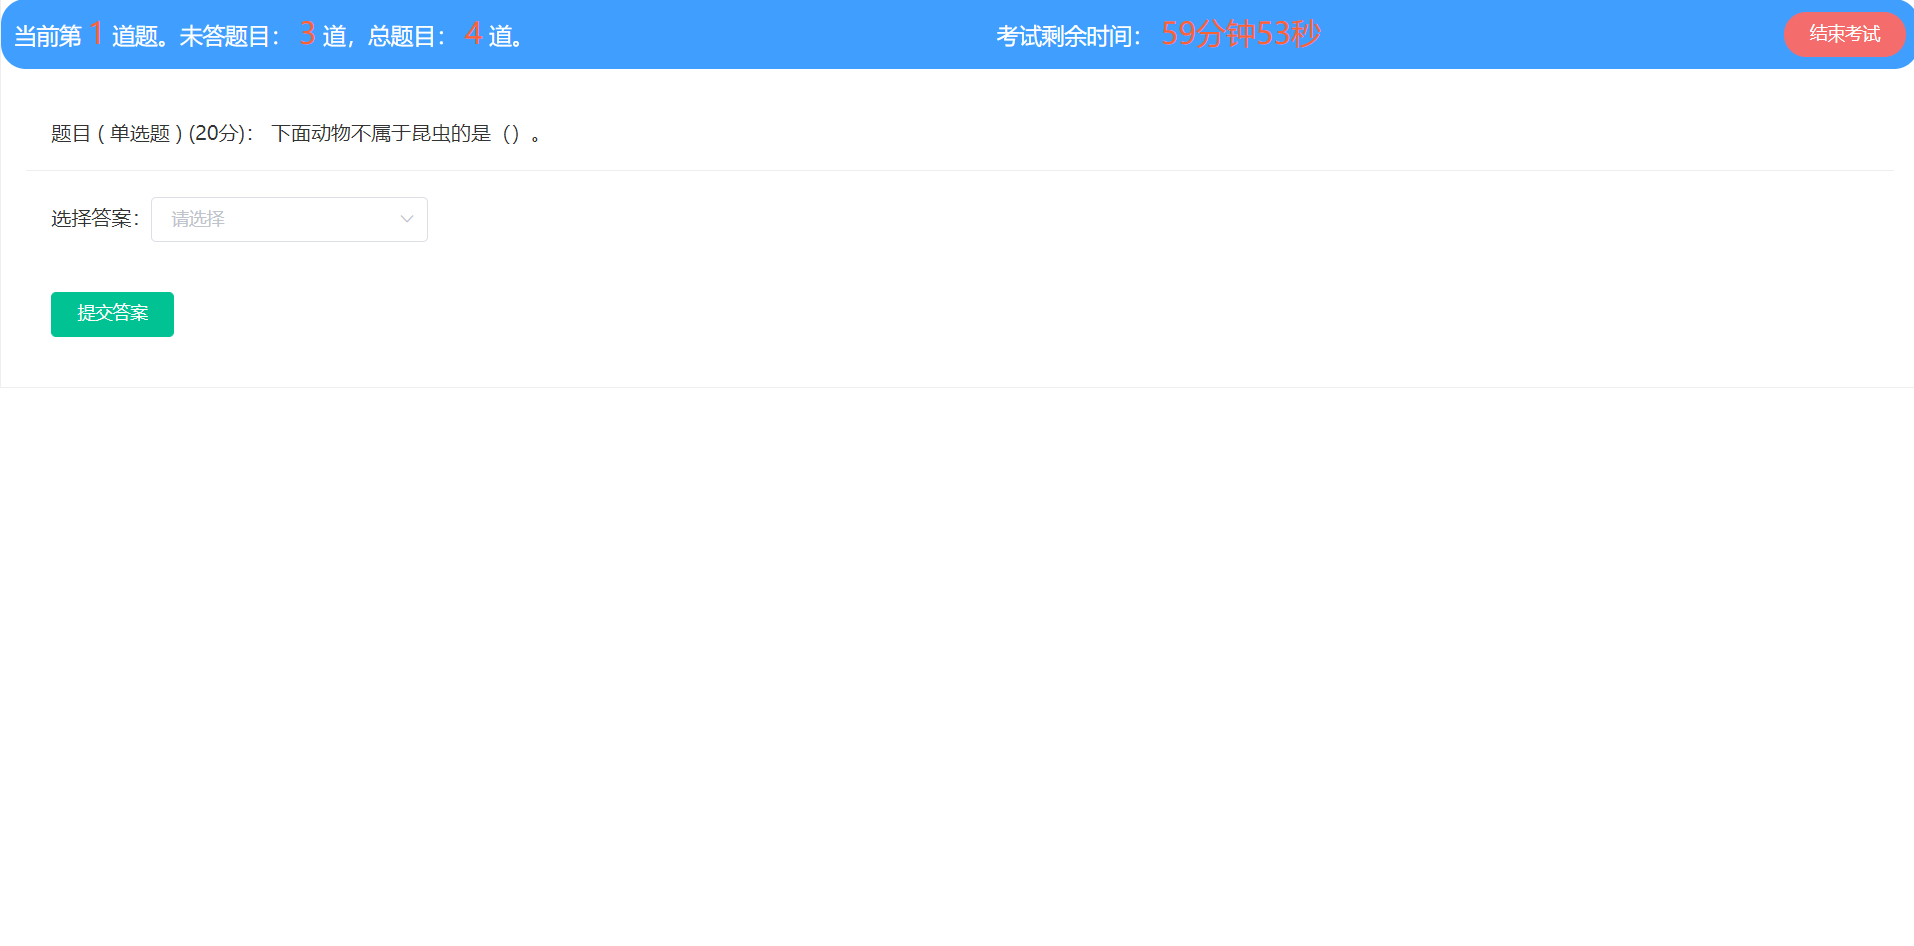 当前第 1 道题。未答题目： 3 道，总题目： 4 道。
考试剩余时间： 59分钟53秒
结束考试
题目 ( 单选题 ) (20分)： 下面动物不属于昆虫的是（）。
选择答案： 请选择
提交答案